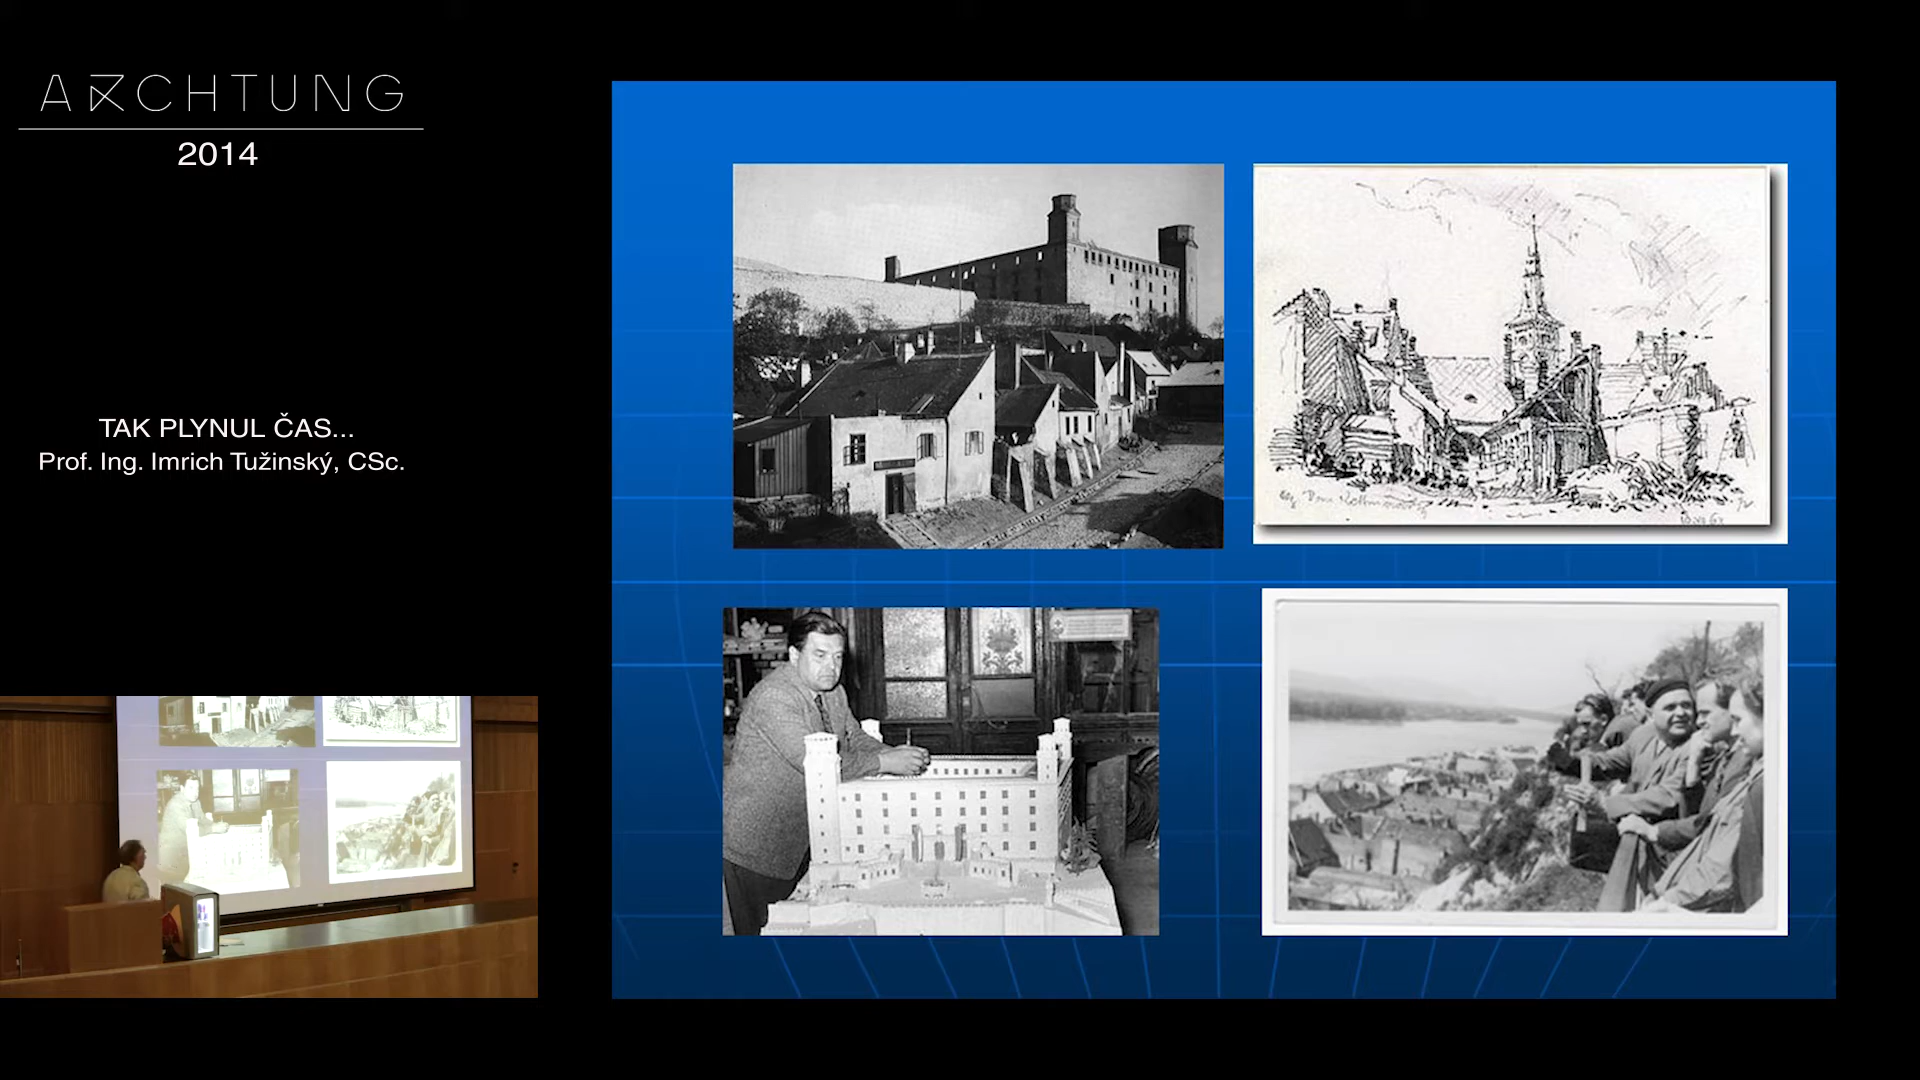 ARCHTUNG
2014
TAK PLYNUL ČAS...
Prof. Ing. Imrich Tužinský, CSc.